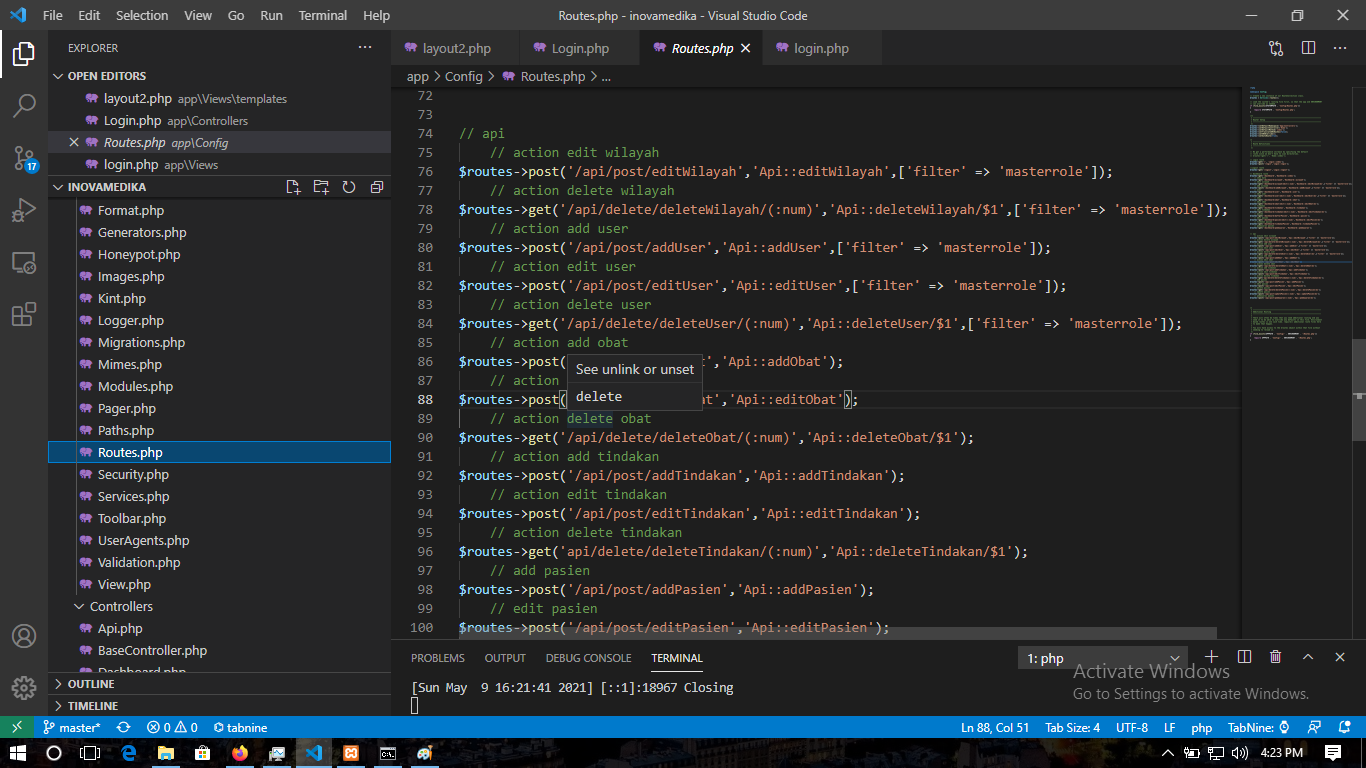 File Edit Selection View Go Run Terminal Help
Routes.php - inovamedika - Visual Studio Code
EXPLORER
OPEN EDITORS
layout2.php app\Views\templates
Login.php app\Controllers
Routes.php app\Config
login.php app\Views
17
INOVAMEDIKA
Format.php
Generators.php
Honeypot.php
Images.php
Kint.php
Logger.php
Migrations.php
Mimes.php
Modules.php
Pager.php
Paths.php
Routes.php
Security.php
Services.php
Toolbar.php
UserAgents.php
Validation.php
View.php
Controllers
Api.php
BaseController.php
Dashboard.php
OUTLINE
TIMELINE
layout2.php Login.php Routes.php login.php
app > Config > Routes.php > ...
72
73
74 // api
75 // action edit wilayah
76 $routes->post('/api/post/editWilayah','Api::editWilayah',['filter' => 'masterrole']);
77 // action delete wilayah
78 $routes->get('/api/delete/deleteWilayah/(:num)','Api::deleteWilayah/$1',['filter' => 'masterrole']);
79 // action add user
80 $routes->post('/api/post/addUser','Api::addUser',['filter' => 'masterrole']);
81 // action edit user
82 $routes->post('/api/post/editUser','Api::editUser',['filter' => 'masterrole']);
83 // action delete user
84 $routes->get('/api/delete/deleteUser/(:num)','Api::deleteUser/$1',['filter' => 'masterrole']);
85 // action add obat
86 $routes->post( ','Api::addObat');
See unlink or unset
87 // action
88 $routes->post( at','Api::editObat');
delete
89 // action delete obat
90 $routes->get('/api/delete/deleteObat/(:num)','Api::deleteObat/$1');
91 // action add tindakan
92 $routes->post('/api/post/addTindakan','Api::addTindakan');
93 // action edit tindakan
94 $routes->post('/api/post/editTindakan','Api::editTindakan');
95 // action delete tindakan
96 $routes->get('api/delete/deleteTindakan/(:num)','Api::deleteTindakan/$1');
97 // add pasien
98 $routes->post('/api/post/addPasien','Api::addPasien');
99 // edit pasien
100 $routes->post('/api/post/editPasien','Api::editPasien');
PROBLEMS OUTPUT DEBUG CONSOLE TERMINAL
1: php
[Sun May 9 16:21:41 2021] [::1]:18967 Closing
Activate Windows
Go to Settings to activate Windows.
master* 0 0 tabnine
Ln 88, Col 51 Tab Size: 4 UTF-8 LF php TabNine:
4:23 PM